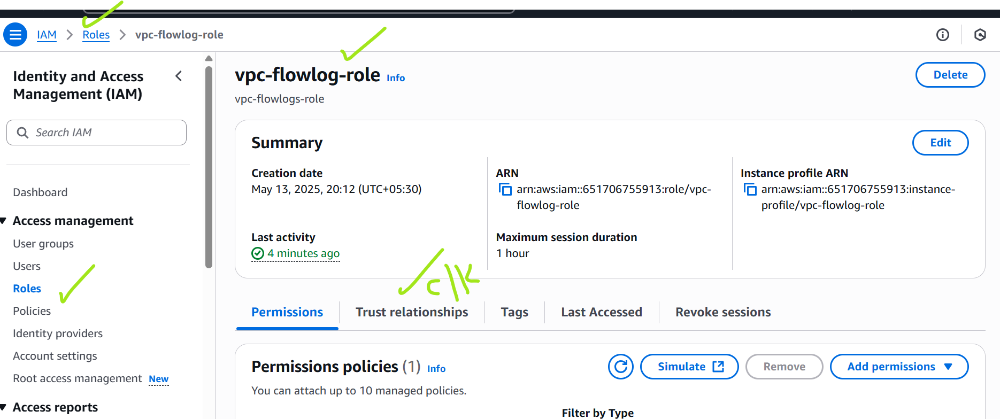 IAM > Roles > vpc-flowlog-role
Identity and Access
Management (IAM)
Search IAM
Dashboard
Access management
User groups
Users
Roles
Policies
Identity providers
Account settings
Root access management New
Access reports
vpc-flowlog-role Info
Delete
vpc-flowlogs-role
Summary
Edit
Creation date
May 13, 2025, 20:12 (UTC+05:30)
ARN
arn:aws:iam::651706755913:role/vpc-
flowlog-role
Instance profile ARN
arn:aws:iam::651706755913:instance-
profile/vpc-flowlog-role
Last activity
4 minutes ago
Maximum session duration
1 hour
clk
Permissions Trust relationships Tags Last Accessed Revoke sessions
Permissions policies (1) Info
Simulate Remove Add permissions
You can attach up to 10 managed policies.
Filter by Type